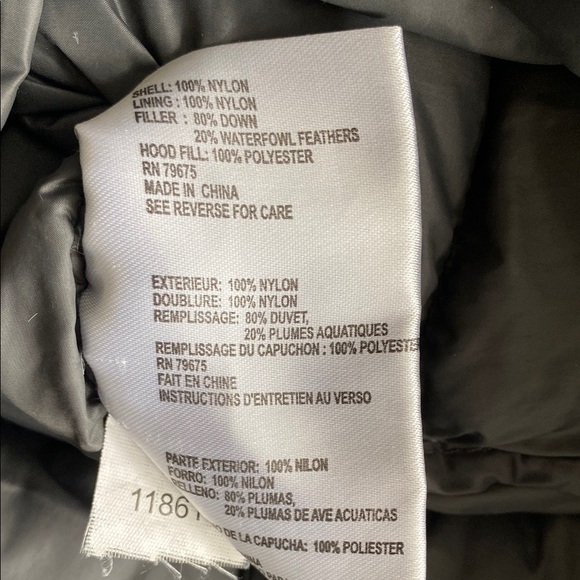 SHELL: 100% NYLON
LINING : 100% NYLON
FILLER : 80% DOWN
20% WATERFOWL FEATHERS
HOOD FILL: 100% POLYESTER
RN 79675
MADE IN CHINA
SEE REVERSE FOR CARE
EXTERIEUR: 100% NYLON
DOUBLURE: 100% NYLON
REMPLISSAGE: 80% DUVET,
20% PLUMES AQUATIQUES
REMPLISSAGE DU CAPUCHON : 100% POLYESTE
RN 79675
FAIT EN CHINE
INSTRUCTIONS D'ENTRETIEN AU VERSO
PARTE EXTERIOR: 100% NILON
FORRO: 100% NILON
RELLENO: 80% PLUMAS,
20% PLUMAS DE AVE ACUATICAS
DE LA CAPUCHA: 100% POLIESTER
1186